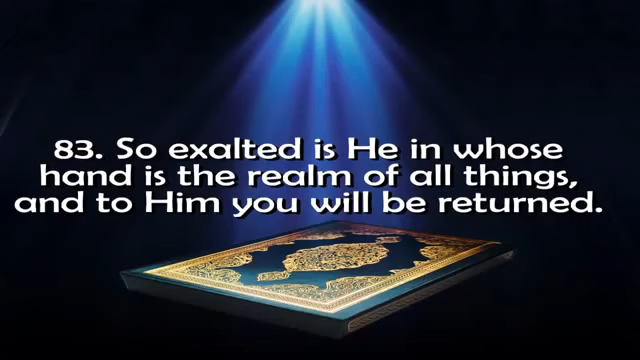 83. So exalted is He in whose
hand is the realm of all things,
and to Him you will be returned.